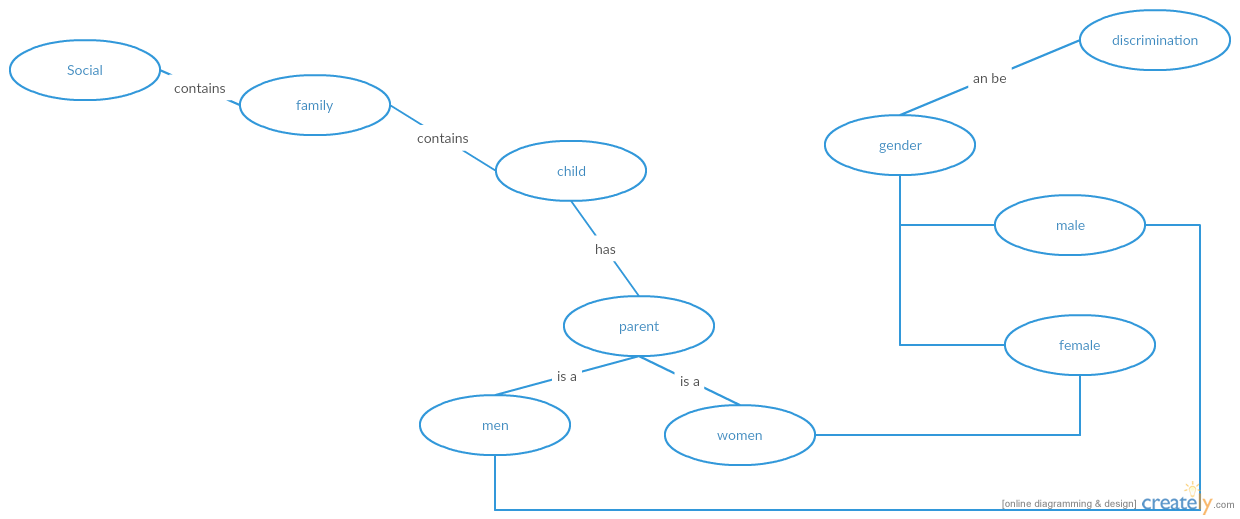 Social
contains
family
contains
child
has
parent
is a
is a
men
women
discrimination
an be
gender
male
female
[online diagramming & design] creately.com